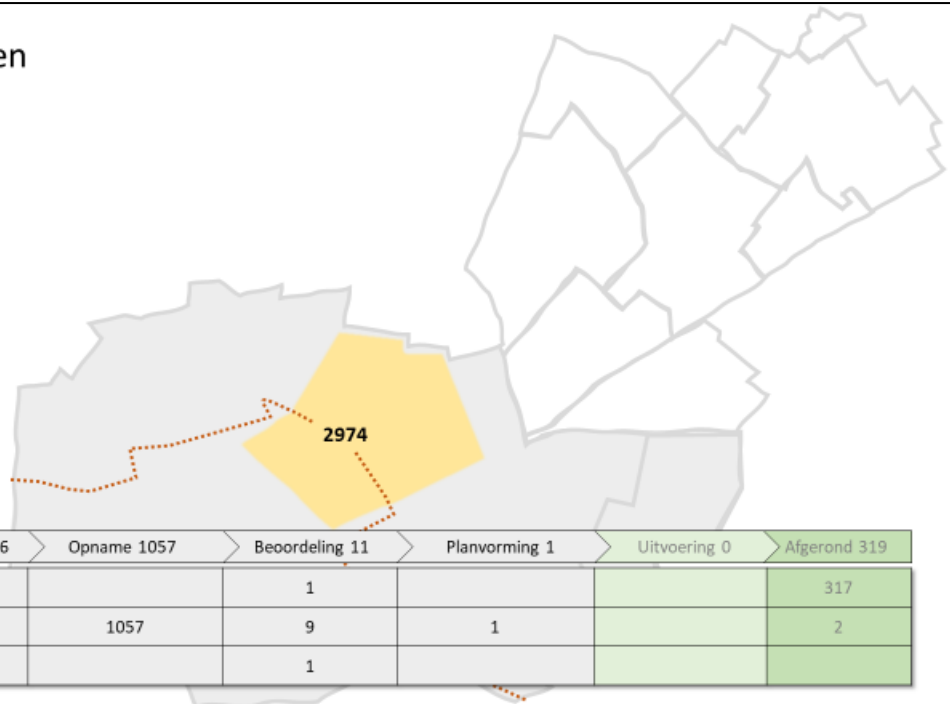 en
2974
6 Opname 1057 Beoordeling 11 Planvorming 1 Uitvoering 0 Afgerond 319
1 317
1057 9 1 2
1